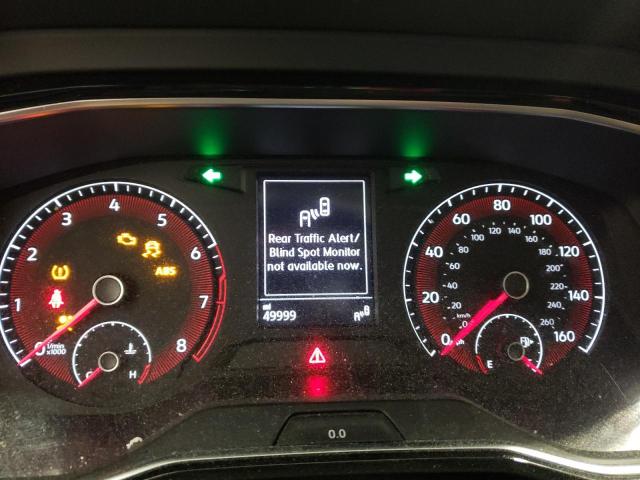 3 4 5
2 6
1 7
0 8
1/min
x1000
ABS
C H
Rear Traffic Alert/
Blind Spot Monitor
not available now.
mi
49999
60 80 100
40 120
20 140
0 160
80 100 120 140 160 180 200
60 220
40 240
20 260
0
E
0.0